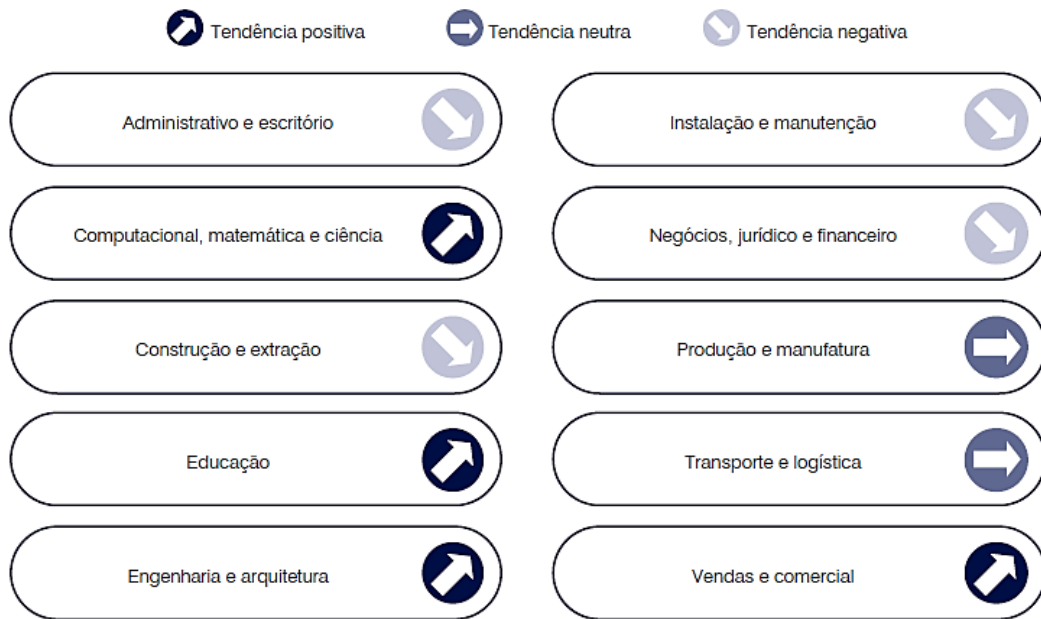 Tendência positiva
Tendência neutra
Tendência negativa
Administrativo e escritório
Instalação e manutenção
Computacional, matemática e ciência
Negócios, jurídico e financeiro
Construção e extração
Produção e manufatura
Educação
Transporte e logística
Engenharia e arquitetura
Vendas e comercial